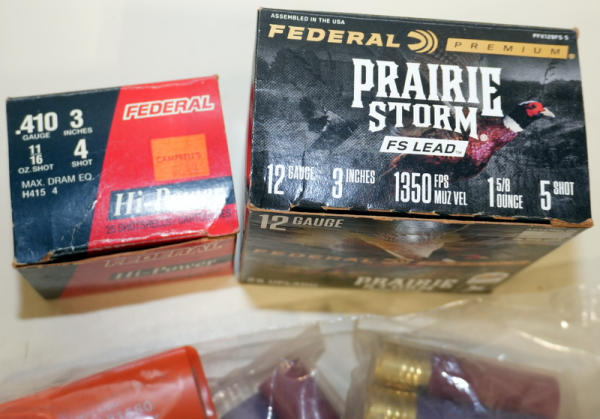 .410 3
GAUGE INCHES
11/16 4
OZ. SHOT SHOT
MAX. DRAM EQ.
H415 4
FEDERAL
CAMPBELL'S
Hi-Power
FEDERAL
Hi-Power
ASSEMBLED IN THE USA
FEDERAL PREMIUM
PRAIRIE
STORM
FS LEAD
12 GAUGE 3 INCHES 1350 FPS MUZ VEL 1 5/8 OUNCE 5 SHOT
12 GAUGE
FEDERAL
PRAIRIE